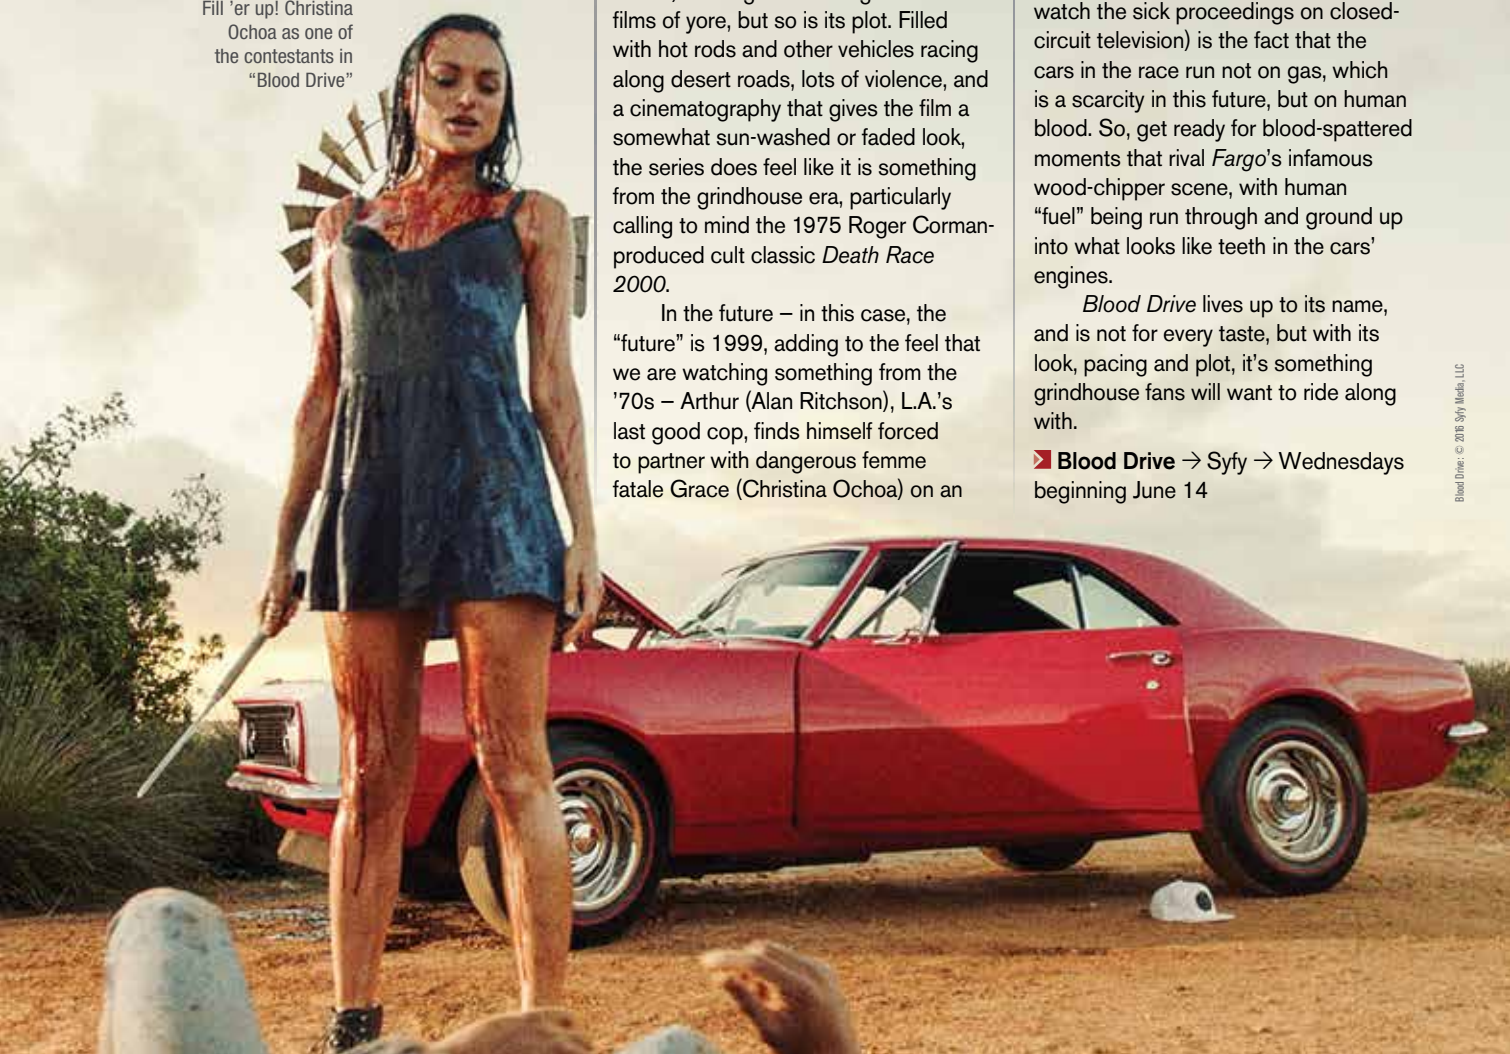 Fill ’er up! Christina
Ochoa as one of
the contestants in
“Blood Drive”
films of yore, but so is its plot. Filled
with hot rods and other vehicles racing
along desert roads, lots of violence, and
a cinematography that gives the film a
somewhat sun-washed or faded look,
the series does feel like it is something
from the grindhouse era, particularly
calling to mind the 1975 Roger Corman-
produced cult classic Death Race
2000.
In the future – in this case, the
“future” is 1999, adding to the feel that
we are watching something from the
’70s – Arthur (Alan Ritchson), L.A.’s
last good cop, finds himself forced
to partner with dangerous femme
fatale Grace (Christina Ochoa) on an
watch the sick proceedings on closed-
circuit television) is the fact that the
cars in the race run not on gas, which
is a scarcity in this future, but on human
blood. So, get ready for blood-spattered
moments that rival Fargo’s infamous
wood-chipper scene, with human
“fuel” being run through and ground up
into what looks like teeth in the cars’
engines.
Blood Drive lives up to its name,
and is not for every taste, but with its
look, pacing and plot, it’s something
grindhouse fans will want to ride along
with.
Blood Drive → Syfy → Wednesdays
beginning June 14
Blood Drive: © 2016 Syfy Media, LLC